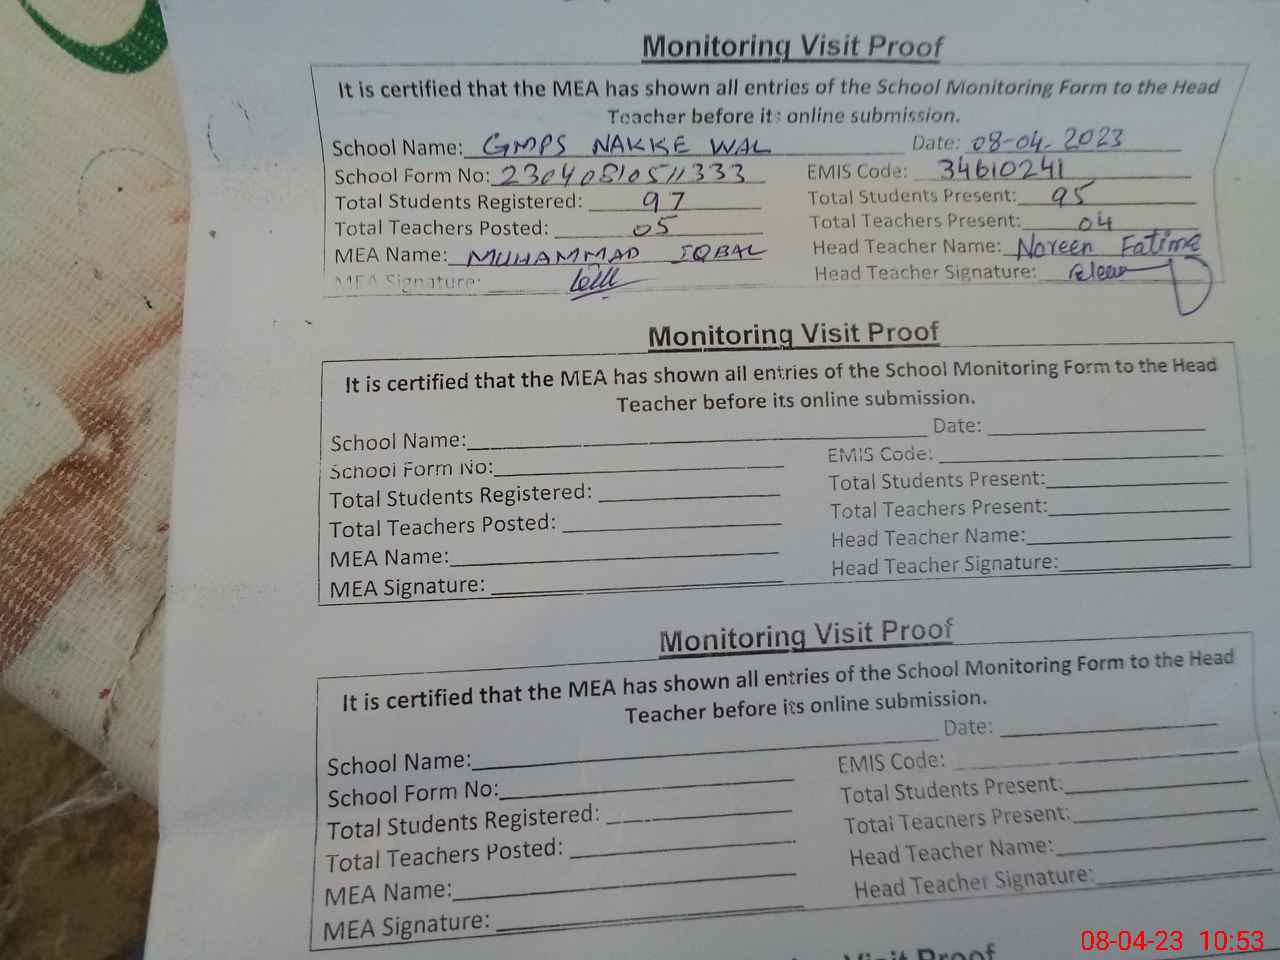 Monitoring Visit Proof
It is certified that the MEA has shown all entries of the School Monitoring Form to the Head
Teacher before its online submission.
School Name: GMPS NAKKE WAL Date: 08-04-2023
School Form No: 23040810511333 EMIS Code: 34610241
Total Students Registered: 97 Total Students Present: 95
Total Teachers Posted: 05 Total Teachers Present: 04
MEA Name: MUHAMMAD IQBAL Head Teacher Name: Noreen Fatima
MEA Signature: Head Teacher Signature:
Monitoring Visit Proof
It is certified that the MEA has shown all entries of the School Monitoring Form to the Head
Teacher before its online submission.
School Name: Date:
School Form No: EMIS Code:
Total Students Registered: Total Students Present:
Total Teachers Posted: Total Teachers Present:
MEA Name: Head Teacher Name:
MEA Signature: Head Teacher Signature:
Monitoring Visit Proof
It is certified that the MEA has shown all entries of the School Monitoring Form to the Head
Teacher before its online submission.
School Name: Date:
School Form No: EMIS Code:
Total Students Registered: Total Students Present:
Total Teachers Posted: Total Teachers Present:
MEA Name: Head Teacher Name:
MEA Signature: Head Teacher Signature:
Visit Proof
08-04-23 10:53